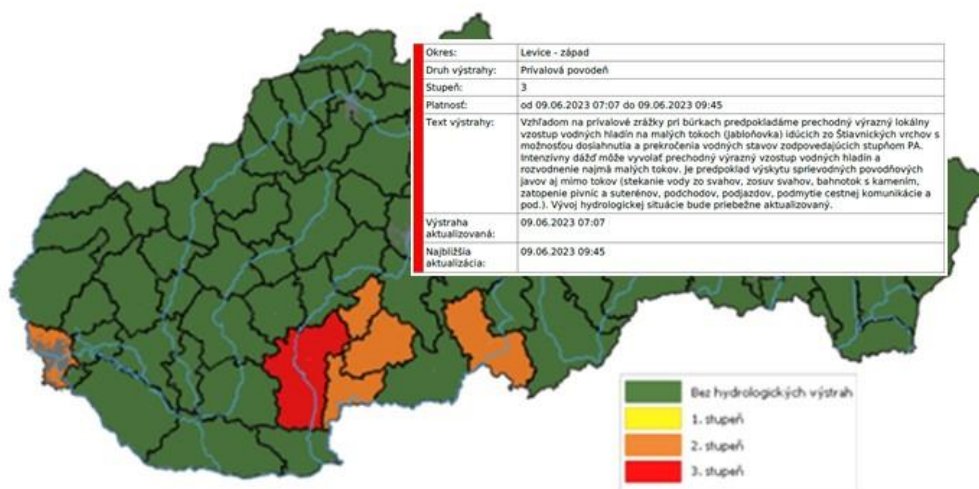 Okres: Levice - západ
Druh výstrahy: Prívalová povodeň
Stupeň: 3
Platnosť: od 09.06.2023 07:07 do 09.06.2023 09:45
Text výstrahy: Vzhľadom na prívalové zrážky pri búrkach predpokladáme prechodný výrazný lokálny
vzostup vodných hladín na malých tokoch (Jabloňovka) idúcich zo Štiavnických vrchov s
možnosťou dosiahnutia a prekročenia vodných stavov zodpovedajúcich stupňom PA.
Intenzívny dážď môže vyvolať prechodný výrazný vzostup vodných hladín a
rozvodnenie najmä malých tokov. Je predpoklad výskytu sprievodných povodňových
javov aj mimo tokov (stekanie vody zo svahov, zosuv svahov, bahnotok s kamením,
zatopenie pivníc a suterénov, podchodov, podjazdov, podmytie cestnej komunikácie a
pod.). Vývoj hydrologickej situácie bude priebežne aktualizovaný.
Výstraha
aktualizovaná: 09.06.2023 07:07
Najbližšia
aktualizácia: 09.06.2023 09:45
Bez hydrologických výstrah
1. stupeň
2. stupeň
3. stupeň